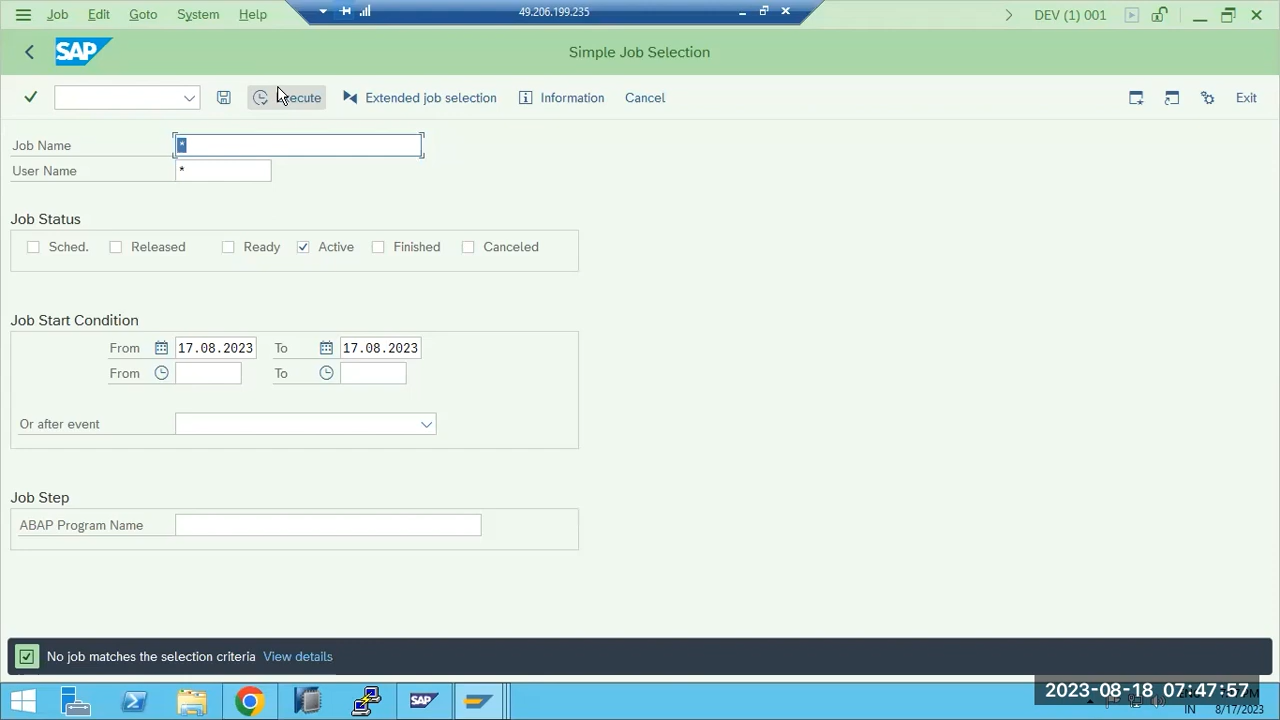 Job Edit Goto System Help 49.206.199.235 DEV (1) 001
SAP Simple Job Selection
Execute Extended job selection Information Cancel Exit
Job Name *
User Name *
Job Status
Sched. Released Ready Active Finished Canceled
Job Start Condition
From 17.08.2023 To 17.08.2023
From To
Or after event
Job Step
ABAP Program Name
No job matches the selection criteria View details
SAP
2023-08-18 07:47:57
IN 8/17/2023